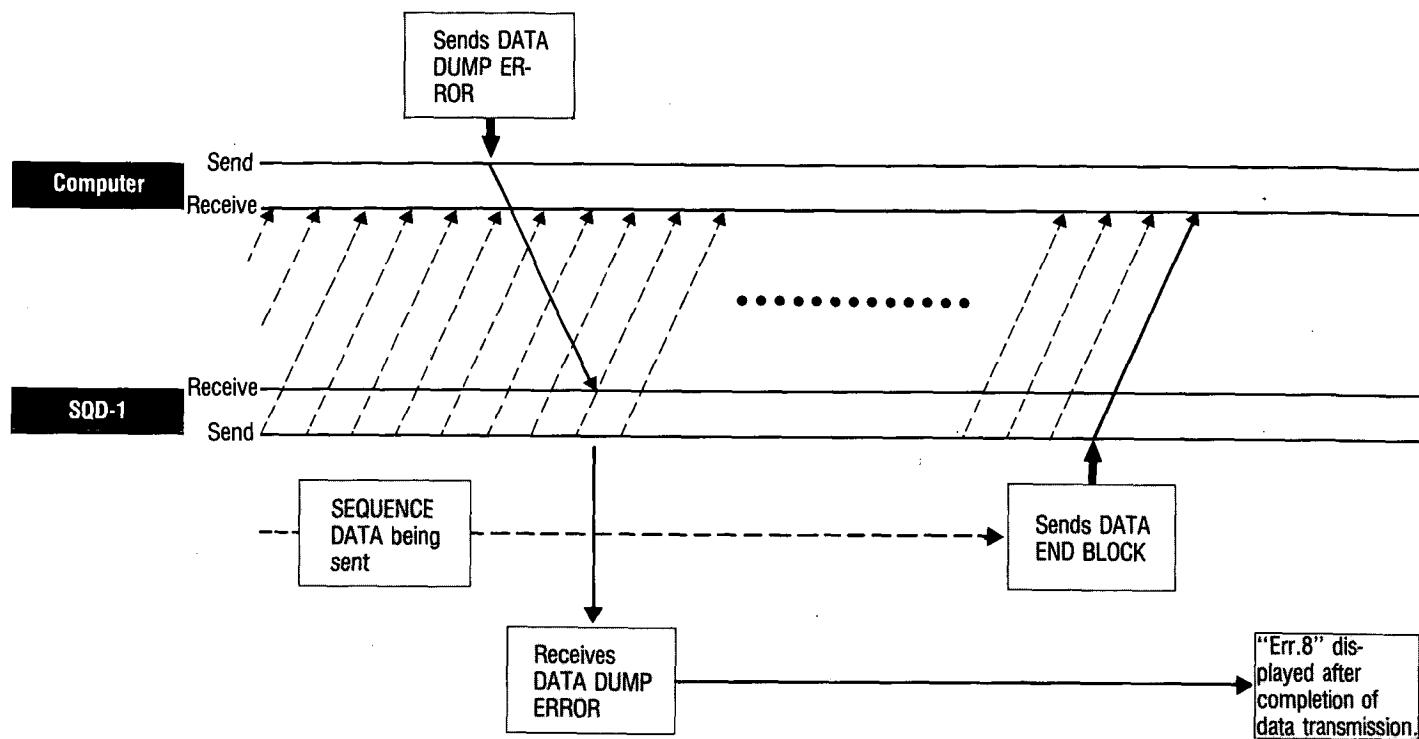 Sends DATA
DUMP ER-
ROR
Send
Computer
Receive
Receive
SQD-1
Send
SEQUENCE
DATA being
sent
Sends DATA
END BLOCK
Receives
DATA DUMP
ERROR
“Err.8” dis-
played after
completion of
data transmission.